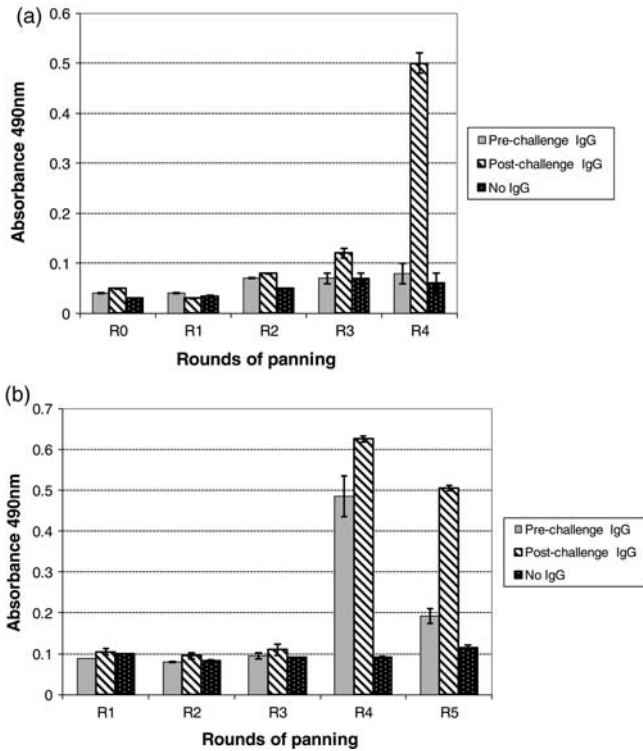 (a)
0.6
0.5
0.4
0.3
0.2
0.1
0
Absorbance 490nm
R0 R1 R2 R3 R4
Rounds of panning
Pre-challenge IgG
Post-challenge IgG
No IgG
(b)
0.7
0.6
0.5
0.4
0.3
0.2
0.1
0
Absorbance 490nm
R1 R2 R3 R4 R5
Rounds of panning
Pre-challenge IgG
Post-challenge IgG
No IgG